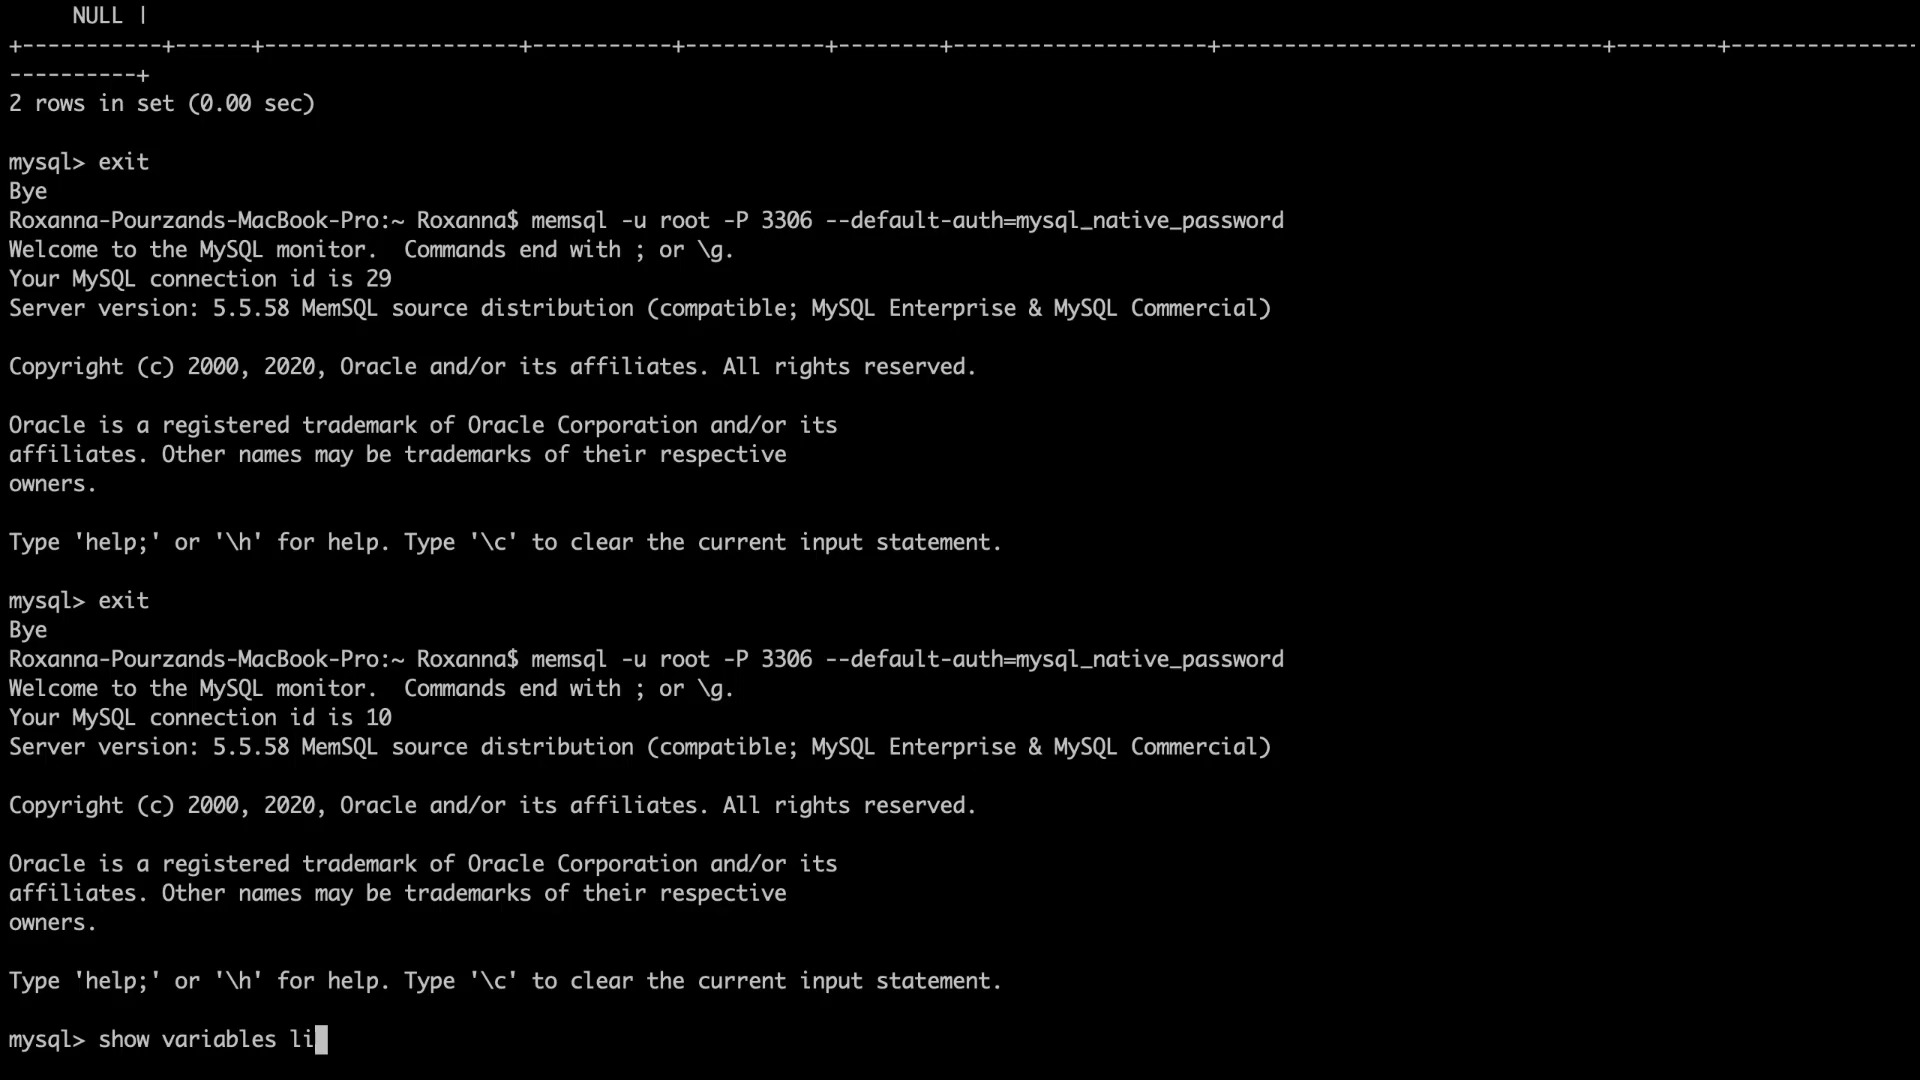 NULL |
+-----------+------+--------------------+-----------+-----------+--------+--------------------+------------------------------+--------+---------------
----------+
2 rows in set (0.00 sec)
mysql> exit
Bye
Roxanna-Pourzands-MacBook-Pro:~ Roxanna$ memsql -u root -P 3306 --default-auth=mysql_native_password
Welcome to the MySQL monitor.  Commands end with ; or \g.
Your MySQL connection id is 29
Server version: 5.5.58 MemSQL source distribution (compatible; MySQL Enterprise & MySQL Commercial)
Copyright (c) 2000, 2020, Oracle and/or its affiliates. All rights reserved.
Oracle is a registered trademark of Oracle Corporation and/or its
affiliates. Other names may be trademarks of their respective
owners.
Type 'help;' or '\h' for help. Type '\c' to clear the current input statement.
mysql> exit
Bye
Roxanna-Pourzands-MacBook-Pro:~ Roxanna$ memsql -u root -P 3306 --default-auth=mysql_native_password
Welcome to the MySQL monitor.  Commands end with ; or \g.
Your MySQL connection id is 10
Server version: 5.5.58 MemSQL source distribution (compatible; MySQL Enterprise & MySQL Commercial)
Copyright (c) 2000, 2020, Oracle and/or its affiliates. All rights reserved.
Oracle is a registered trademark of Oracle Corporation and/or its
affiliates. Other names may be trademarks of their respective
owners.
Type 'help;' or '\h' for help. Type '\c' to clear the current input statement.
mysql> show variables li